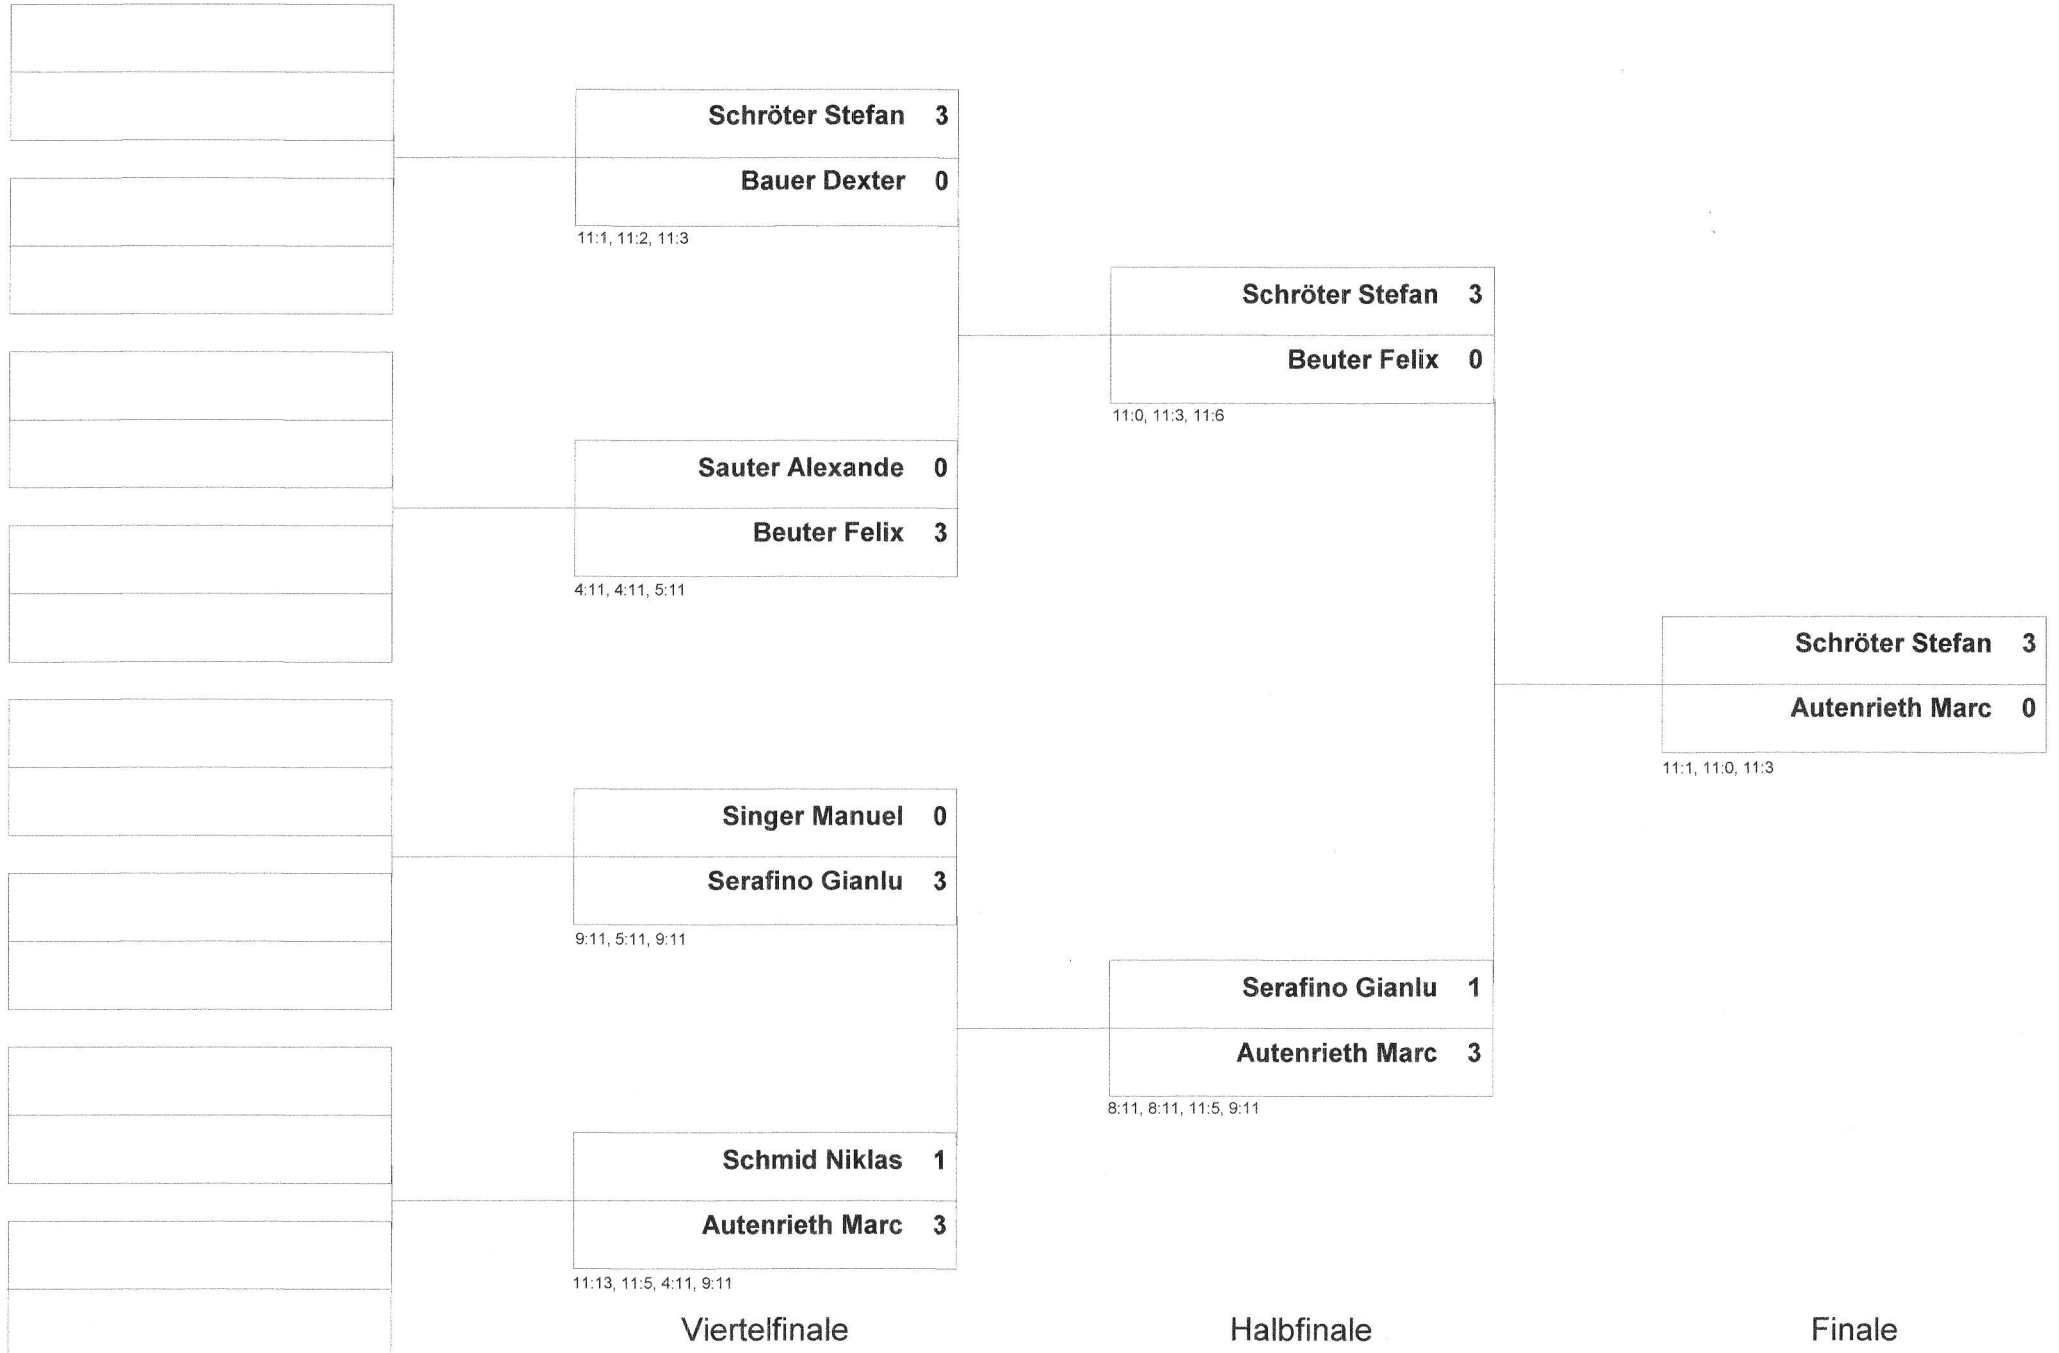 Schröter Stefan 3
Bauer Dexter 0
11:1, 11:2, 11:3
Sauter Alexande 0
Beuter Felix 3
4:11, 4:11, 5:11
Singer Manuel 0
Serafino Gianlu 3
9:11, 5:11, 9:11
Schmid Niklas 1
Autenrieth Marc 3
11:13, 11:5, 4:11, 9:11
Viertelfinale
Schröter Stefan 3
Beuter Felix 0
11:0, 11:3, 11:6
Serafino Gianlu 1
Autenrieth Marc 3
8:11, 8:11, 11:5, 9:11
Halbfinale
Schröter Stefan 3
Autenrieth Marc 0
11:1, 11:0, 11:3
Finale